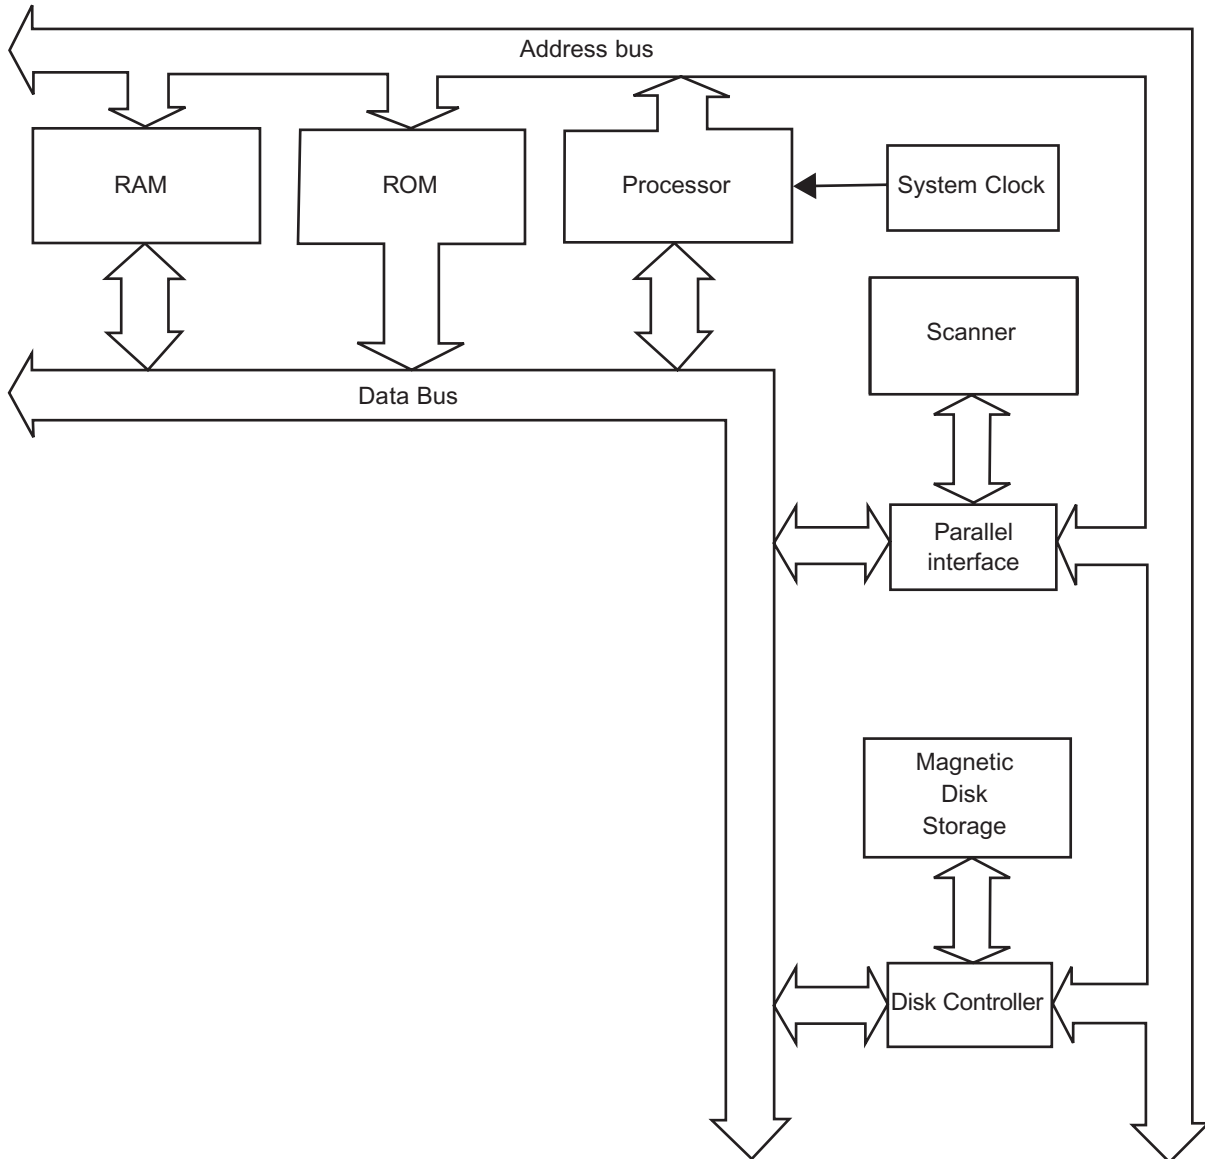 Address bus
RAM
ROM
Processor
System Clock
Scanner
Data Bus
Parallel
interface
Magnetic
Disk
Storage
Disk Controller